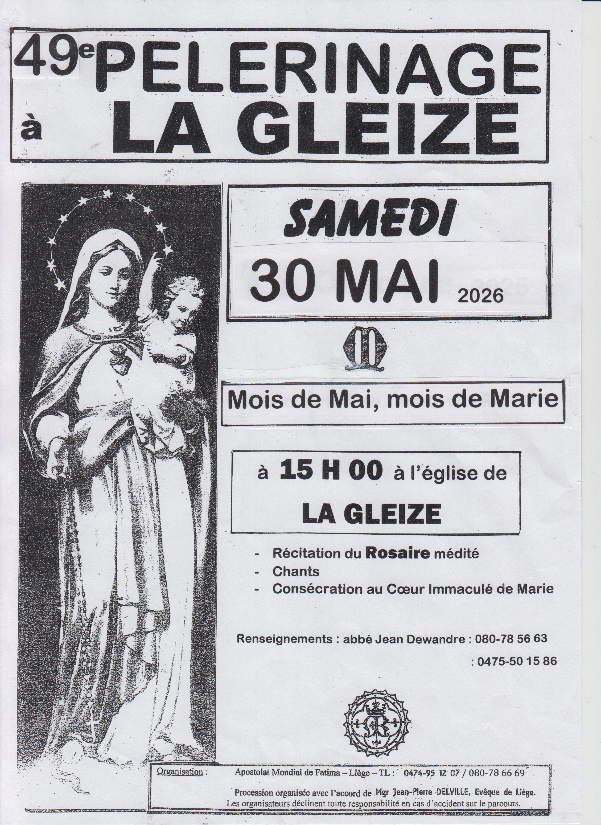 49e PELERINAGE
à LA GLEIZE
SAMEDI
30 MAI 2026
Mois de Mai, mois de Marie
à 15 H 00 à l'église de
LA GLEIZE
- Récitation du Rosaire médité
- Chants
- Consécration au Cœur Immaculé de Marie
Renseignements : abbé Jean Dewandre : 080-78 56 63
: 0475-50 15 86
Organisation : Apostolat Mondial de Fatima – Liège – TL : 0474-95 12 07 / 080-78 66 69
Procession organisée avec l'accord de Mgr Jean-Pierre DELVILLE, Evêque de Liège.
Les organisateurs déclinent toute responsabilité en cas d'accident sur le parcours.